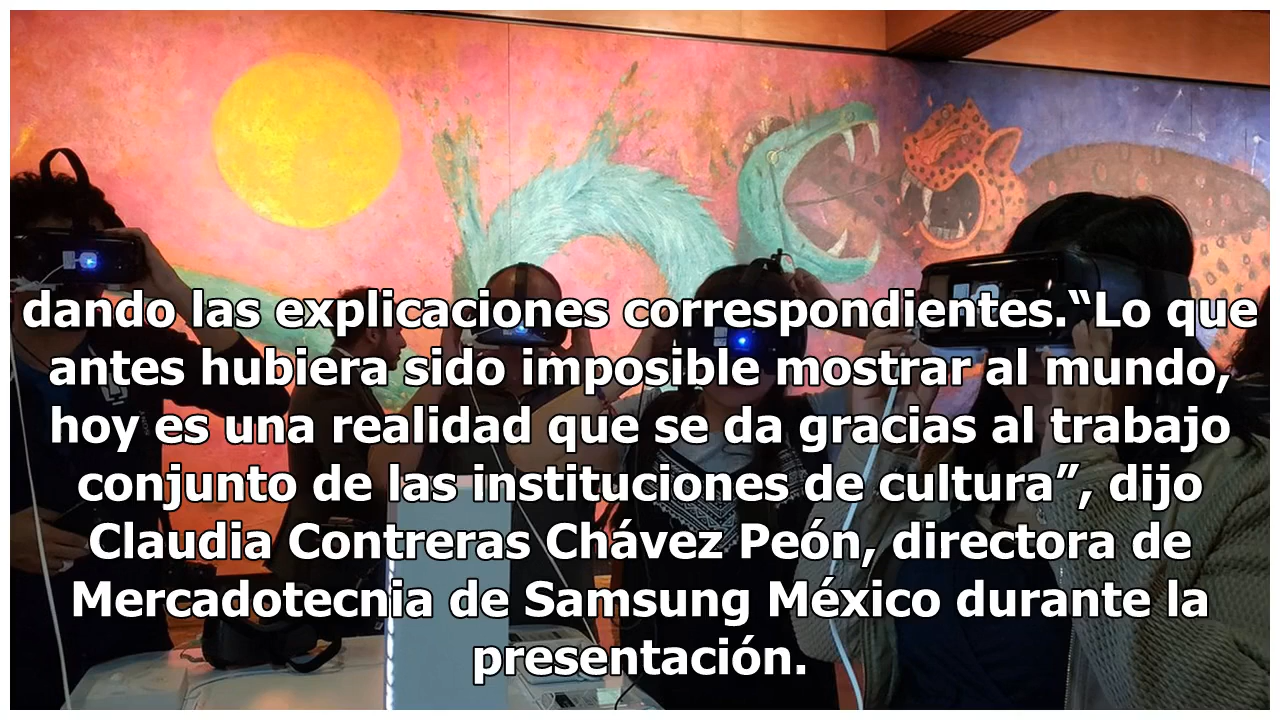 dando las explicaciones correspondientes.“Lo que
antes hubiera sido imposible mostrar al mundo,
hoy es una realidad que se da gracias al trabajo
conjunto de las instituciones de cultura”, dijo
Claudia Contreras Chávez Peón, directora de
Mercadotecnia de Samsung México durante la
presentación.